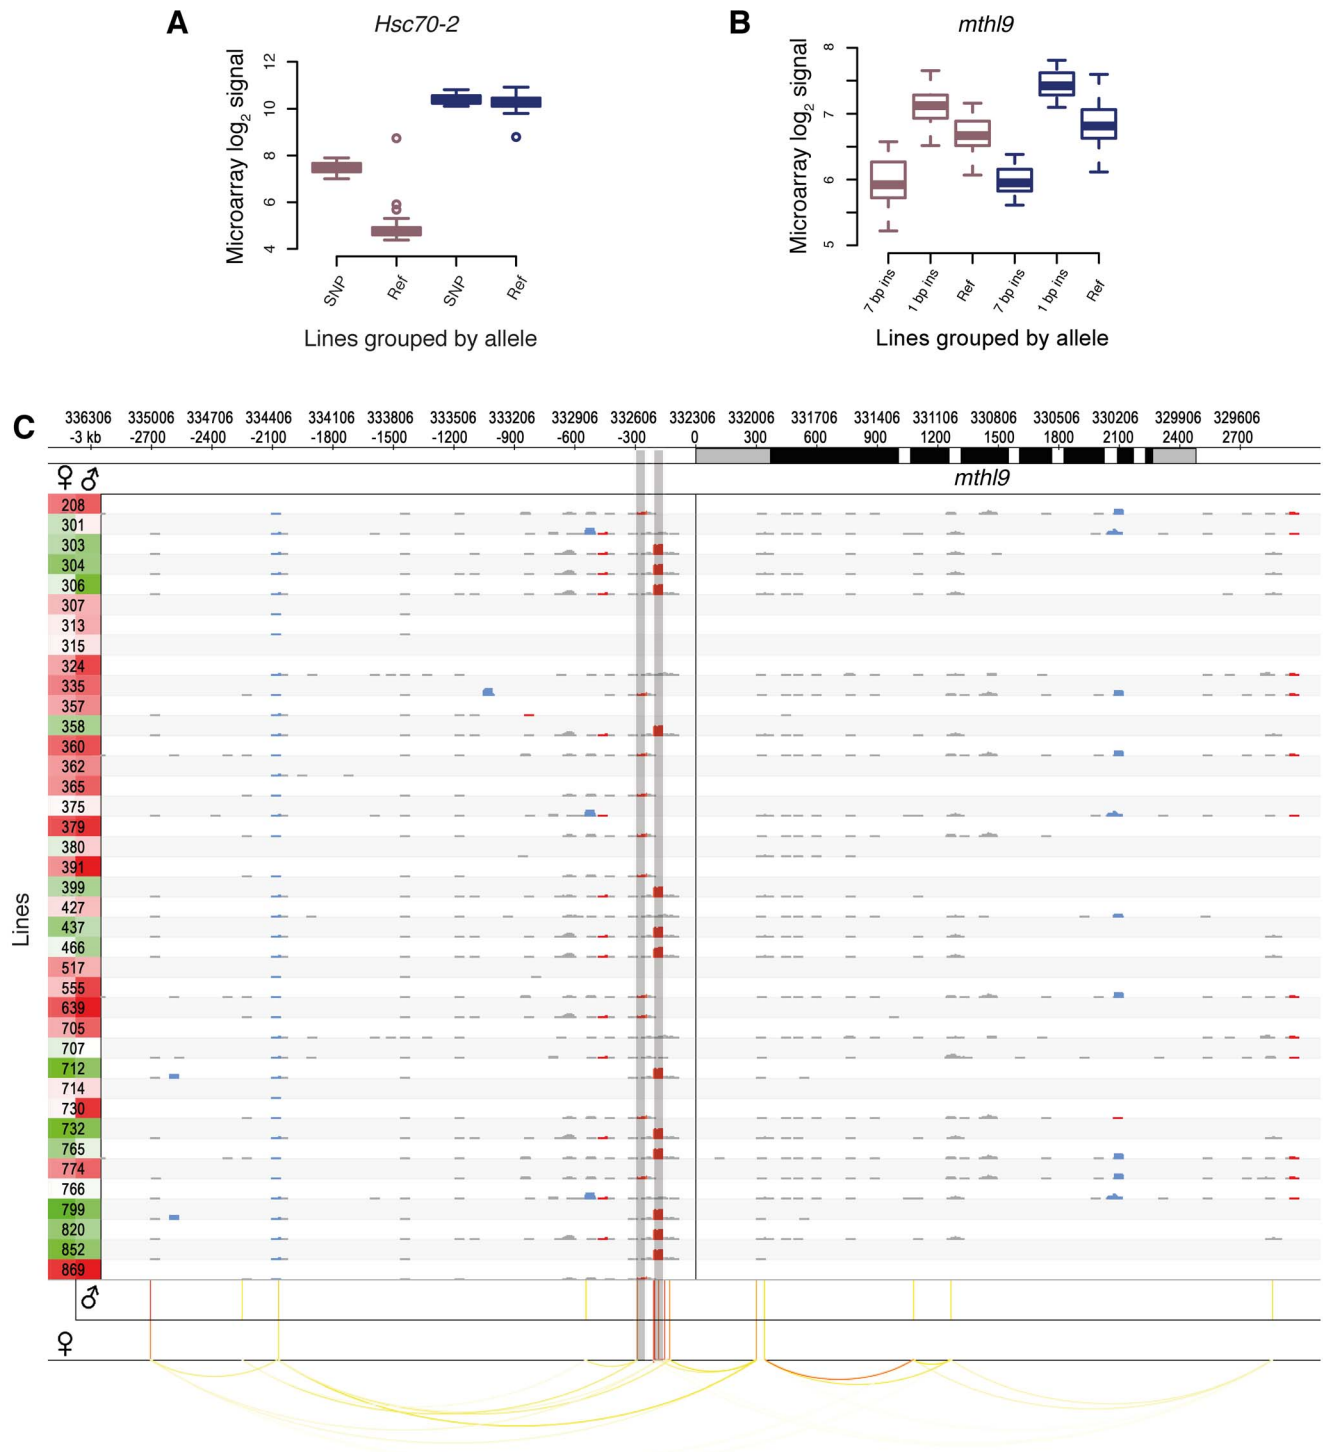 A
Hsc70-2
Microarray log2 signal
12
10
8
6
4
SNP
Ref
SNP
Ref
Lines grouped by allele
B
mthl9
Microarray log2 signal
8
7
6
5
7 bp ins
1 bp ins
Ref
7 bp ins
1 bp ins
Ref
Lines grouped by allele
C
336306 335006 334706 334406 334106 333806 333506 333206 332906 332606 332306 332006 331706 331406 331106 330806 330506 330206 329906 329606
-3 kb -2700 -2400 -2100 -1800 -1500 -1200 -900 -600 -300 0 300 600 900 1200 1500 1800 2100 2400 2700
♀ ♂
mthl9
Lines
208
301
303
304
306
307
313
315
324
335
357
358
360
362
365
375
379
380
391
399
427
437
466
517
555
639
705
707
712
714
730
732
765
774
766
799
820
852
869
♂
♀